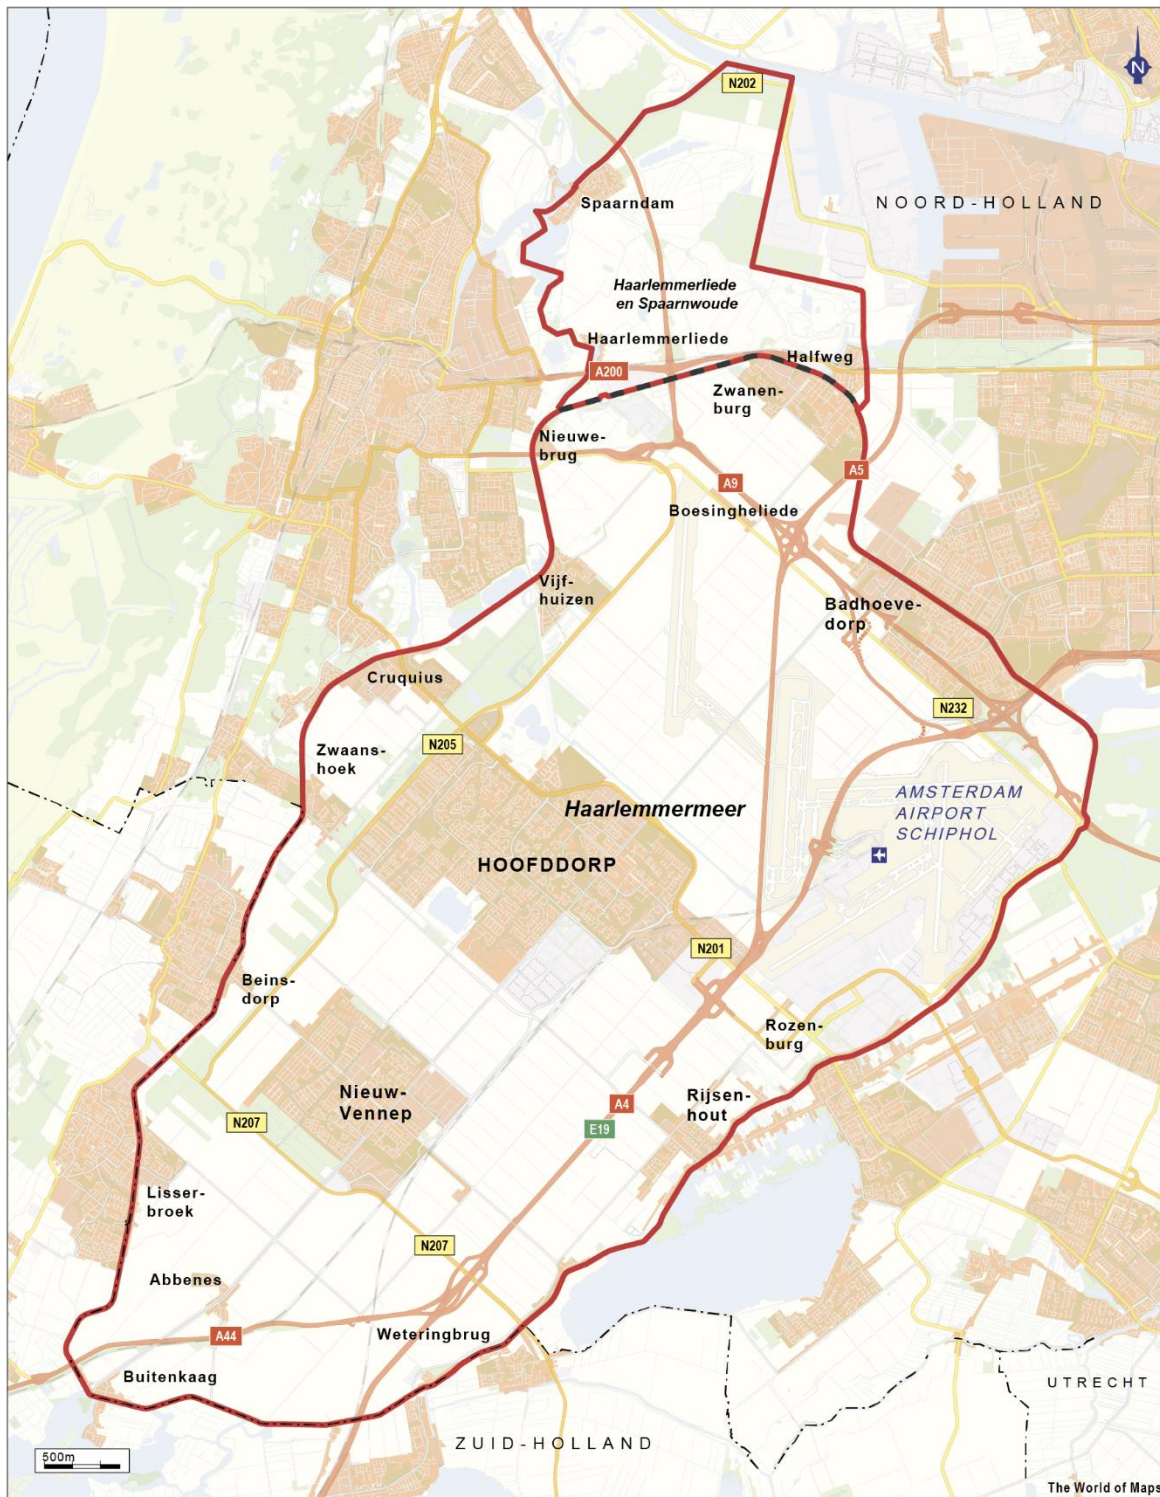 N
N202
NOORD-HOLLAND
Spaarndam
Haarlemmerliede
en Spaarnwoude
Haarlemmerliede
Halfweg
A200
Zwanen-
burg
Nieuwe-
brug
A5
A9
Boesingheliede
Vijf-
huizen
Badhoeve-
dorp
Cruquius
N232
N205
Zwaans-
hoek
AMSTERDAM
AIRPORT
SCHIPHOL
Haarlemmermeer
HOOFDDORP
N201
Beins-
dorp
Rozen-
burg
Nieuw-
Vennep
Rijsen-
hout
A4
E19
N207
Lisser-
broek
N207
Abbenes
A44
Weteringbrug
Buitenkaag
UTRECHT
ZUID-HOLLAND
500m
The World of Maps